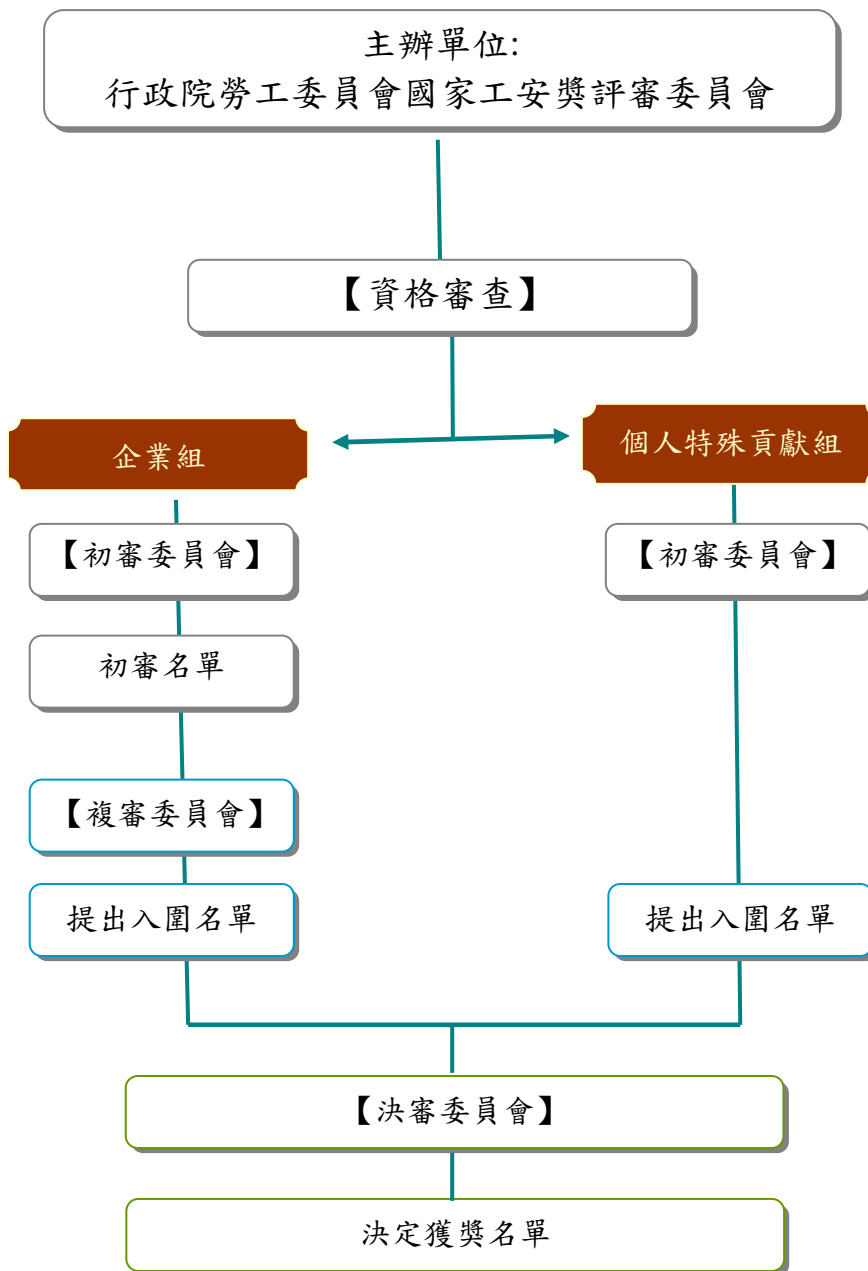 主辦單位:
行政院勞工委員會國家工安獎評審委員會
【資格審查】
企業組
個人特殊貢獻組
【初審委員會】
【初審委員會】
初審名單
【複審委員會】
提出入圍名單
提出入圍名單
【決審委員會】
決定獲獎名單